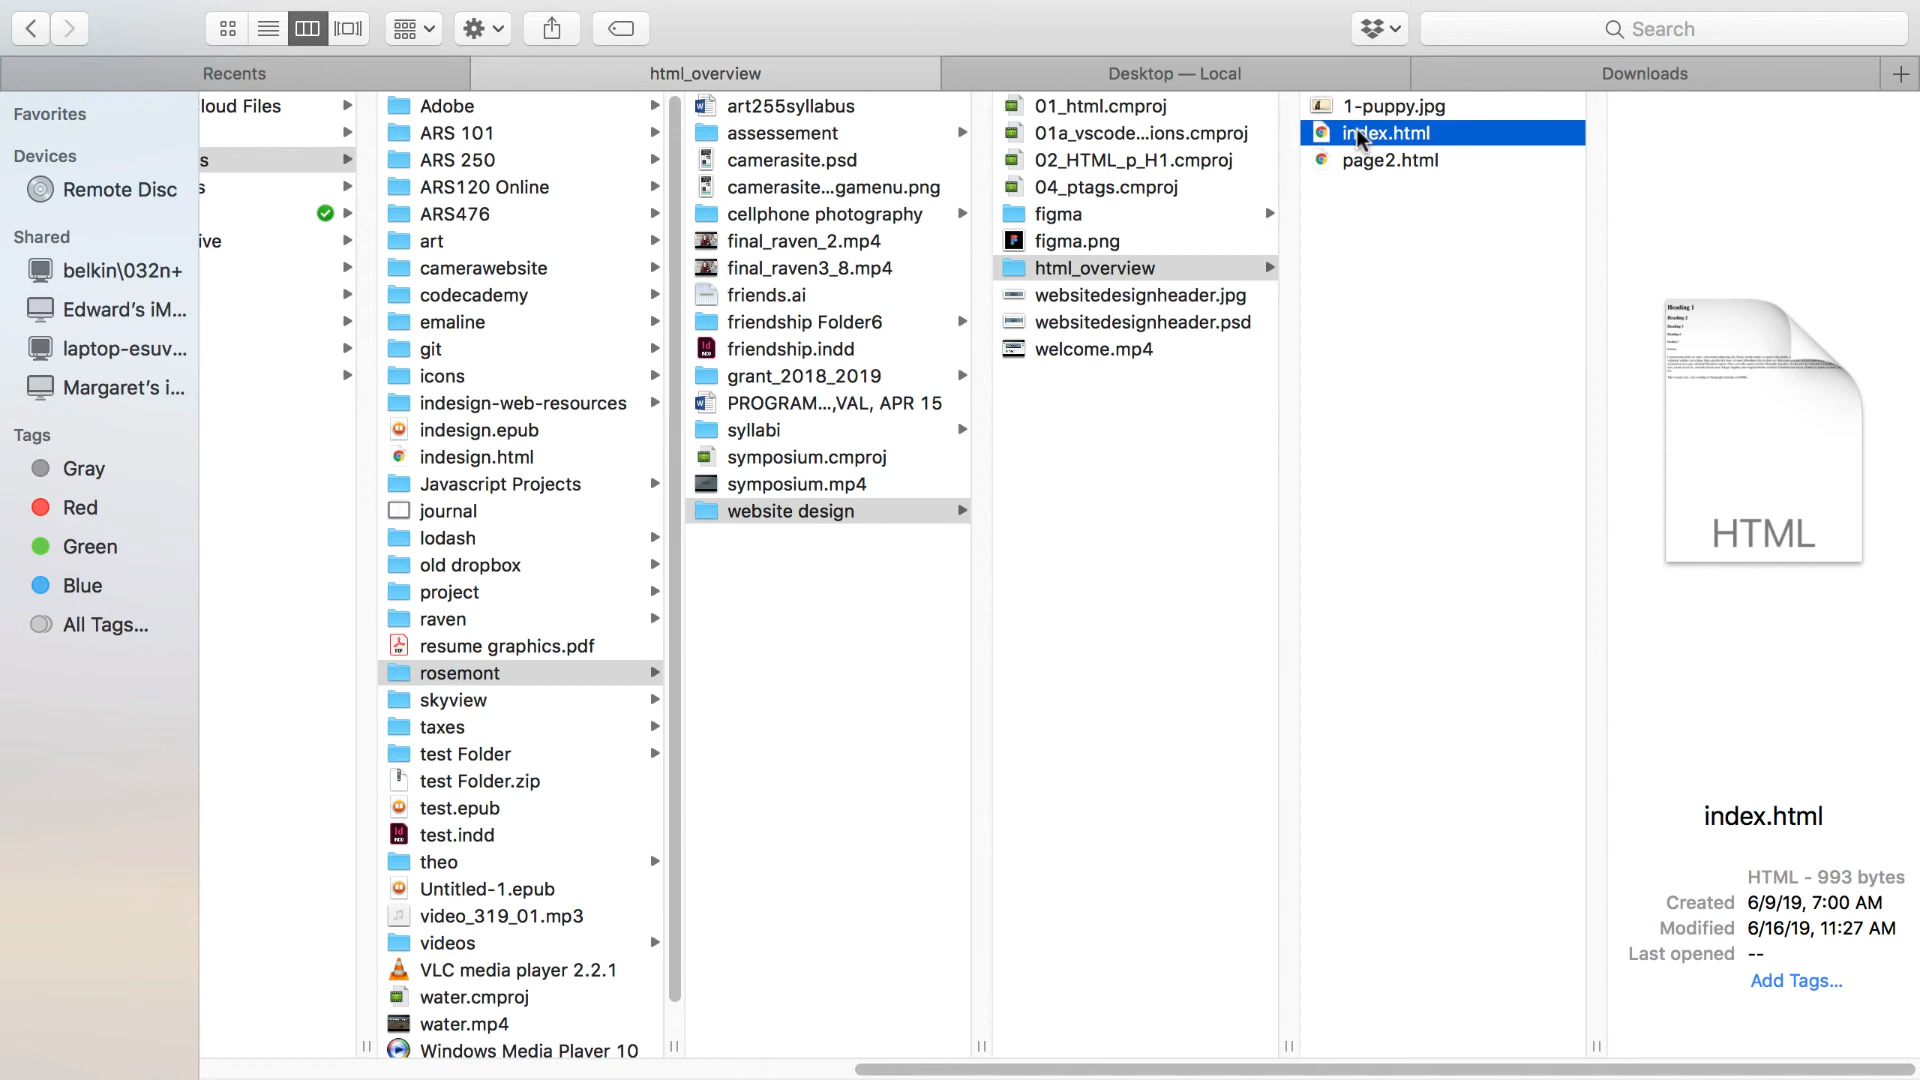 Search
Recents
html_overview
Desktop — Local
Downloads
Favorites
Devices
Remote Disc
Shared
belkin\032n+
Edward's iM...
laptop-esuv...
Margaret's i...
Tags
Gray
Red
Green
Blue
All Tags...
loud Files
s
s
ive
Adobe
ARS 101
ARS 250
ARS120 Online
ARS476
art
camerawebsite
codecademy
emaline
git
icons
indesign-web-resources
indesign.epub
indesign.html
Javascript Projects
journal
lodash
old dropbox
project
raven
resume graphics.pdf
rosemont
skyview
taxes
test Folder
test Folder.zip
test.epub
test.indd
theo
Untitled-1.epub
video_319_01.mp3
videos
VLC media player 2.2.1
water.cmproj
water.mp4
Windows Media Player 10
art255syllabus
assessement
camerasite.psd
camerasite...gamenu.png
cellphone photography
final_raven_2.mp4
final_raven3_8.mp4
friends.ai
friendship Folder6
friendship.indd
grant_2018_2019
PROGRAM...,VAL, APR 15
syllabi
symposium.cmproj
symposium.mp4
website design
01_html.cmproj
01a_vscode...ions.cmproj
02_HTML_p_H1.cmproj
04_ptags.cmproj
figma
figma.png
html_overview
websitedesignheader.jpg
websitedesignheader.psd
welcome.mp4
1-puppy.jpg
index.html
page2.html
Heading 1
Heading 2
HTML
index.html
HTML - 993 bytes
Created 6/9/19, 7:00 AM
Modified 6/16/19, 11:27 AM
Last opened --
Add Tags...